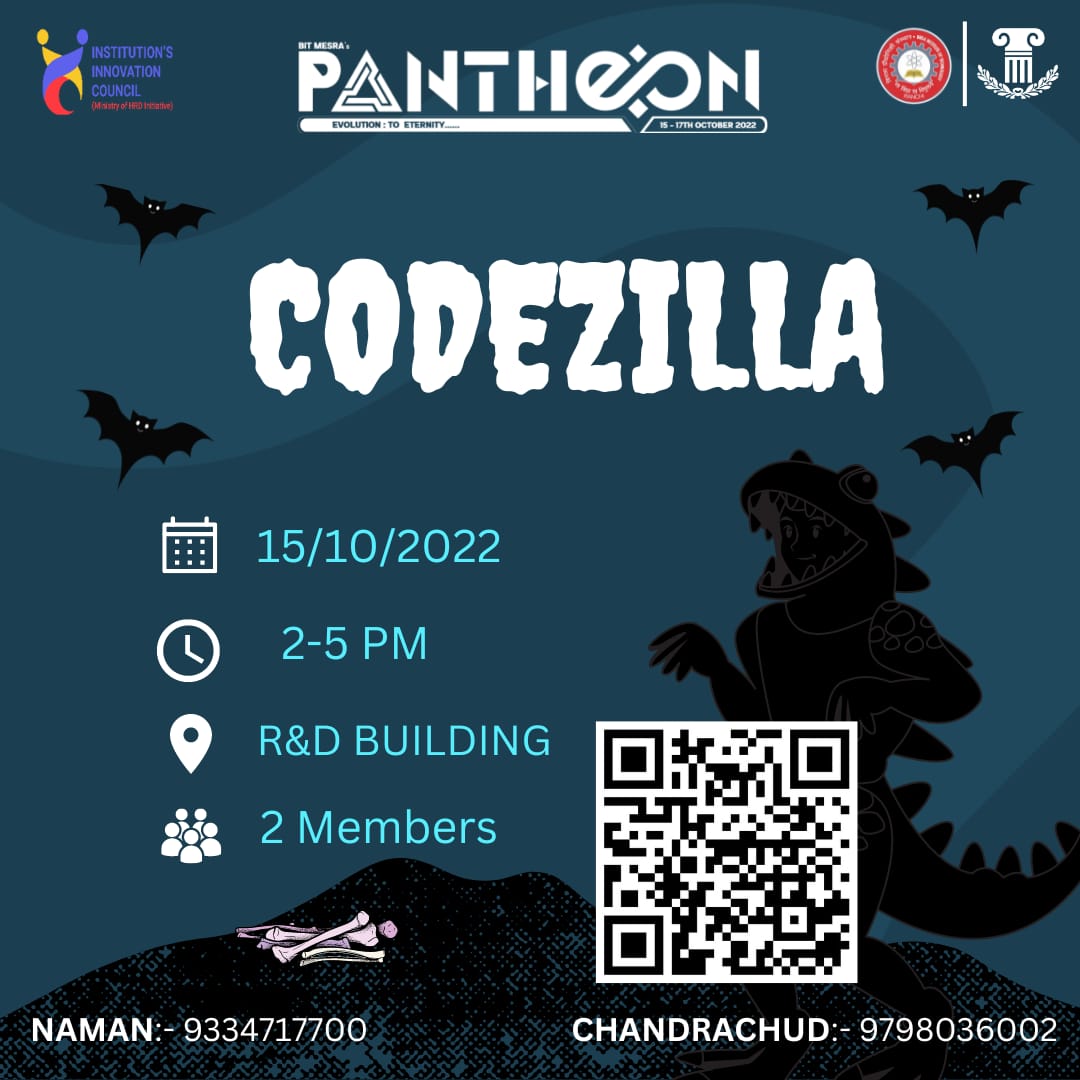 INSTITUTION'S
INNOVATION
COUNCIL
(Ministry of HRD Initiative)
BIT MESRA's
PANTHEON
EVOLUTION : TO ETERNITY......
15 - 17TH OCTOBER 2022
CODEZILLA
15/10/2022
2-5 PM
R&D BUILDING
2 Members
NAMAN:- 9334717700
CHANDRACHUD:- 9798036002